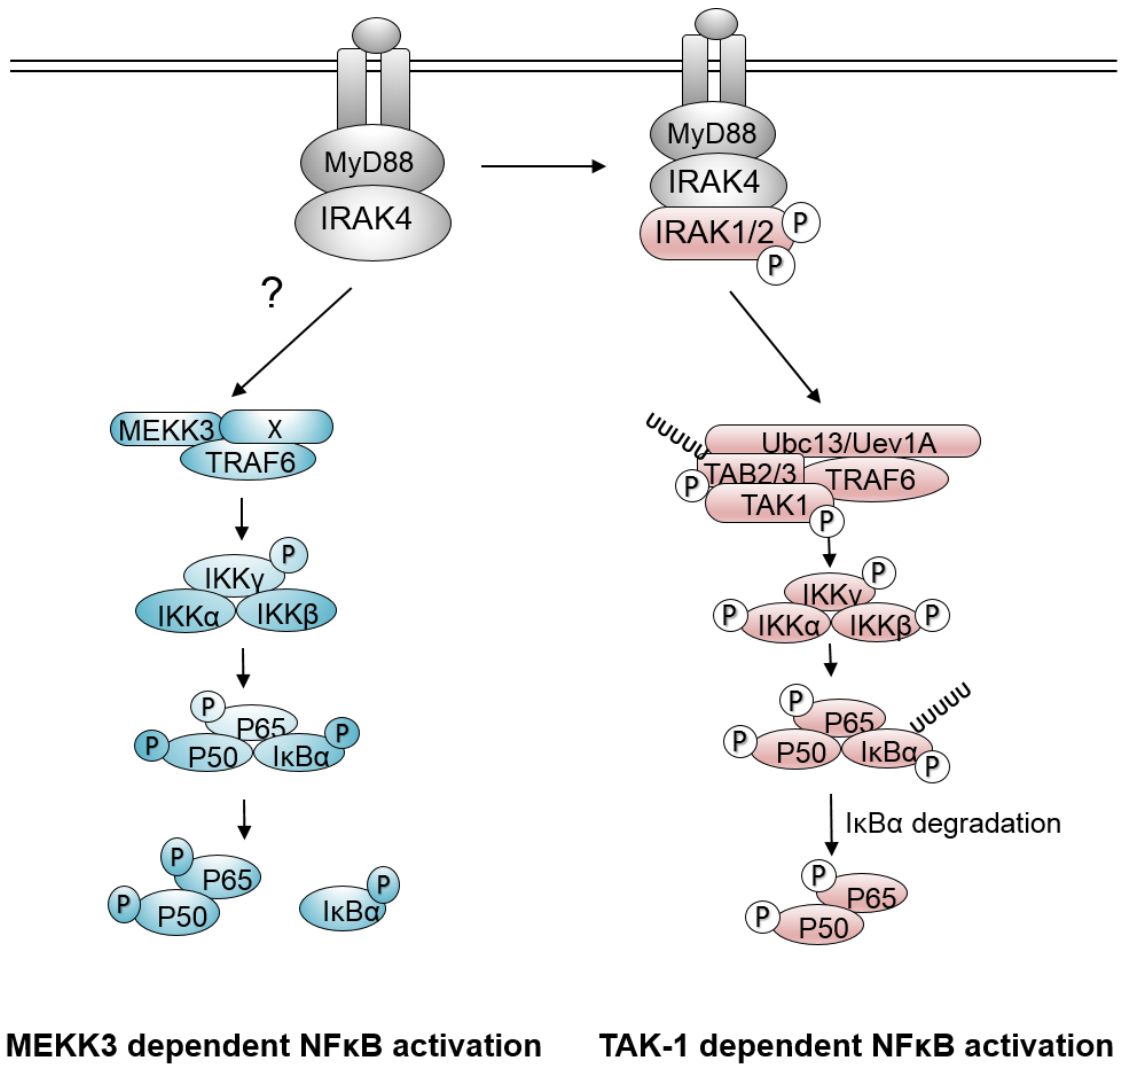 MyD88
IRAK4
MyD88
IRAK4
IRAK1/2
P
P
?
MEKK3
X
TRAF6
UUUUU
Ubc13/Uev1A
TAB2/3
TRAF6
P
TAK1
P
P
IKKγ
IKKα
IKKβ
P
IKKγ
P
IKKα
IKKβ
P
P
P65
P
P50
IκBα
P
P
P65
UUUUU
P
P50
IκBα
P
IκBα degradation
P
P65
P
P50
P
IκBα
P
P65
P
P50
MEKK3 dependent NFκB activation
TAK-1 dependent NFκB activation